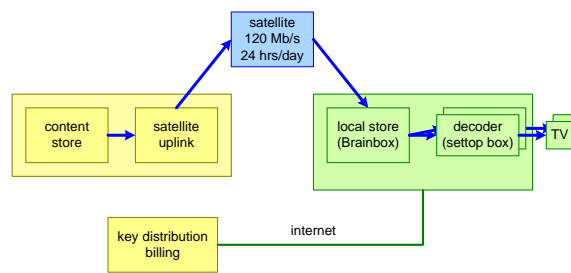 satellite
120 Mb/s
24 hrs/day
content
store
satellite
uplink
local store
(Brainbox)
decoder
(settop box)
TV
internet
key distribution
billing